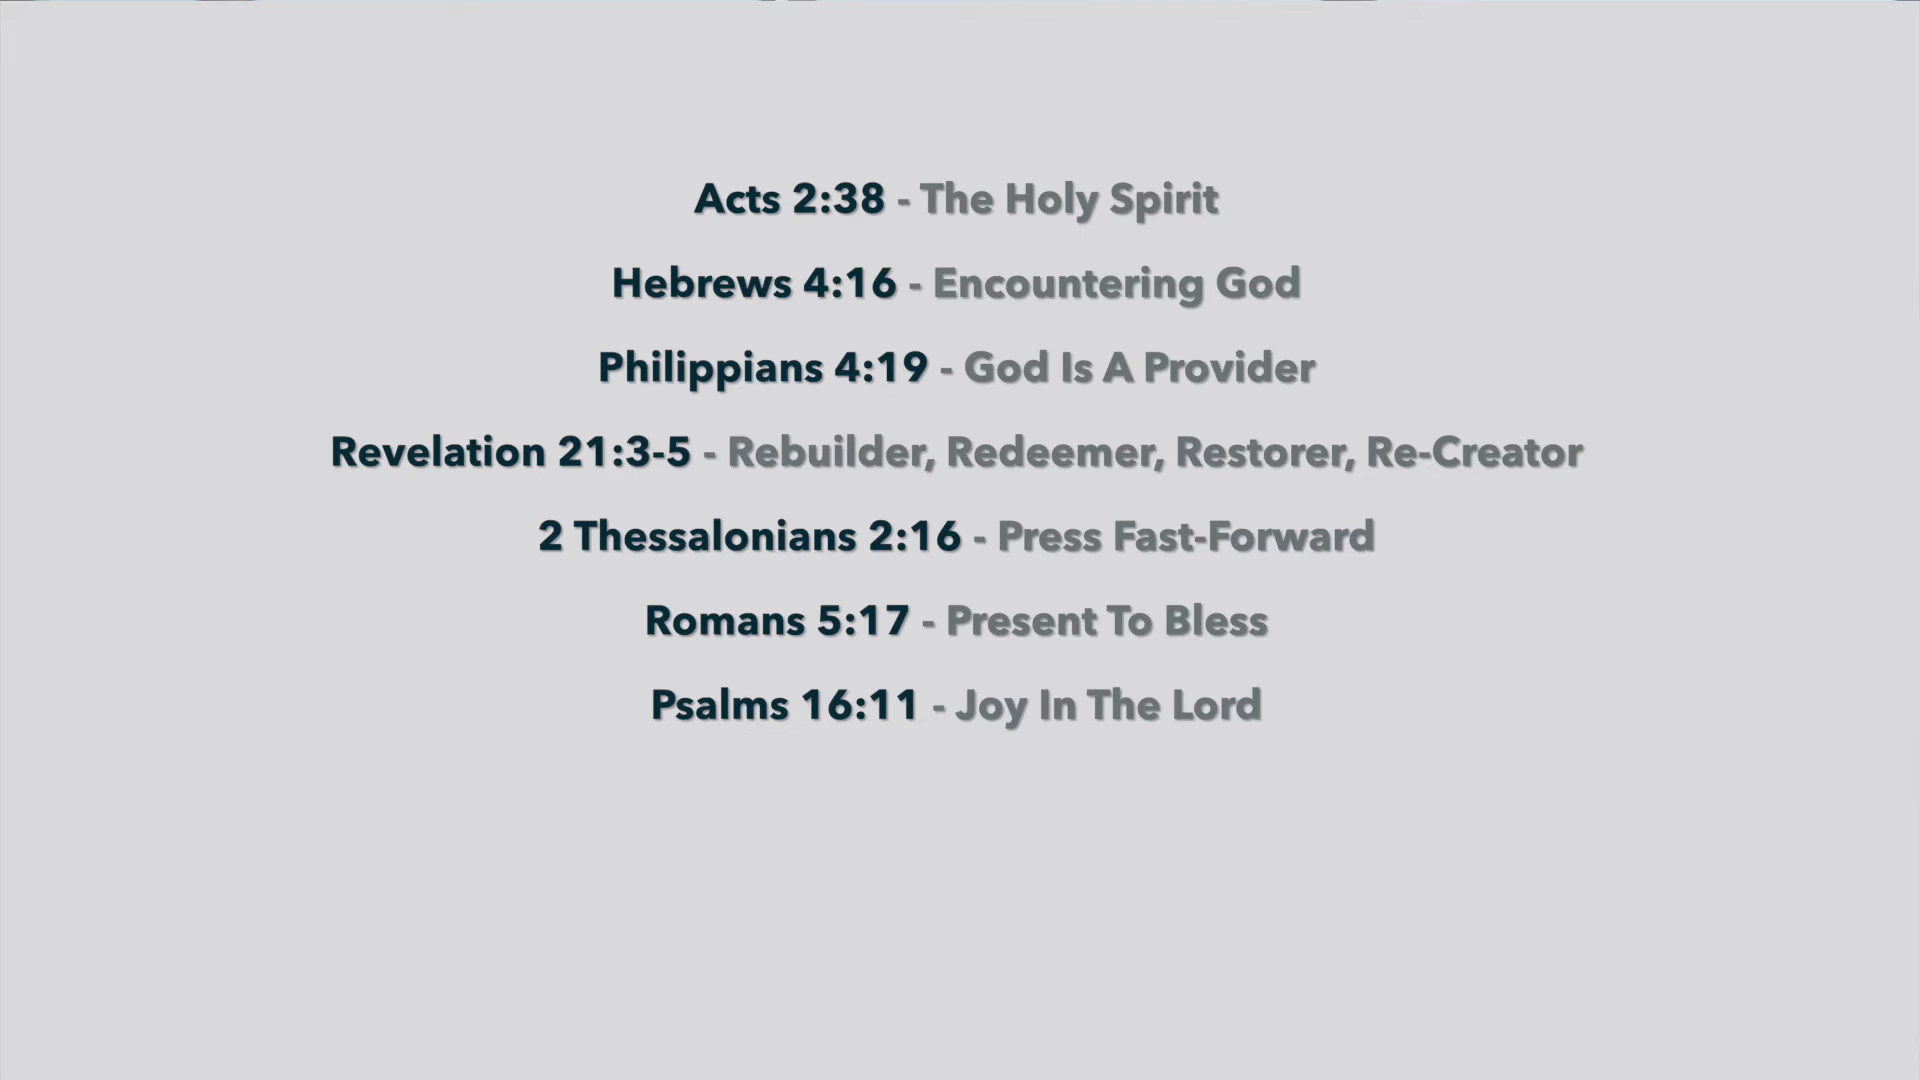 Acts 2:38 - The Holy Spirit
Hebrews 4:16 - Encountering God
Philippians 4:19 - God Is A Provider
Revelation 21:3-5 - Rebuilder, Redeemer, Restorer, Re-Creator
2 Thessalonians 2:16 - Press Fast-Forward
Romans 5:17 - Present To Bless
Psalms 16:11 - Joy In The Lord